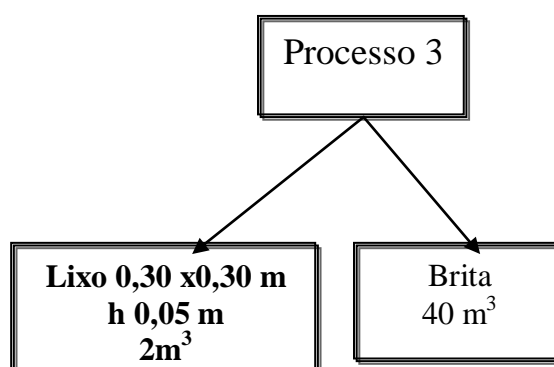 Processo 3
Lixo 0,30 x0,30 m
h 0,05 m
2m³
Brita
40 m³